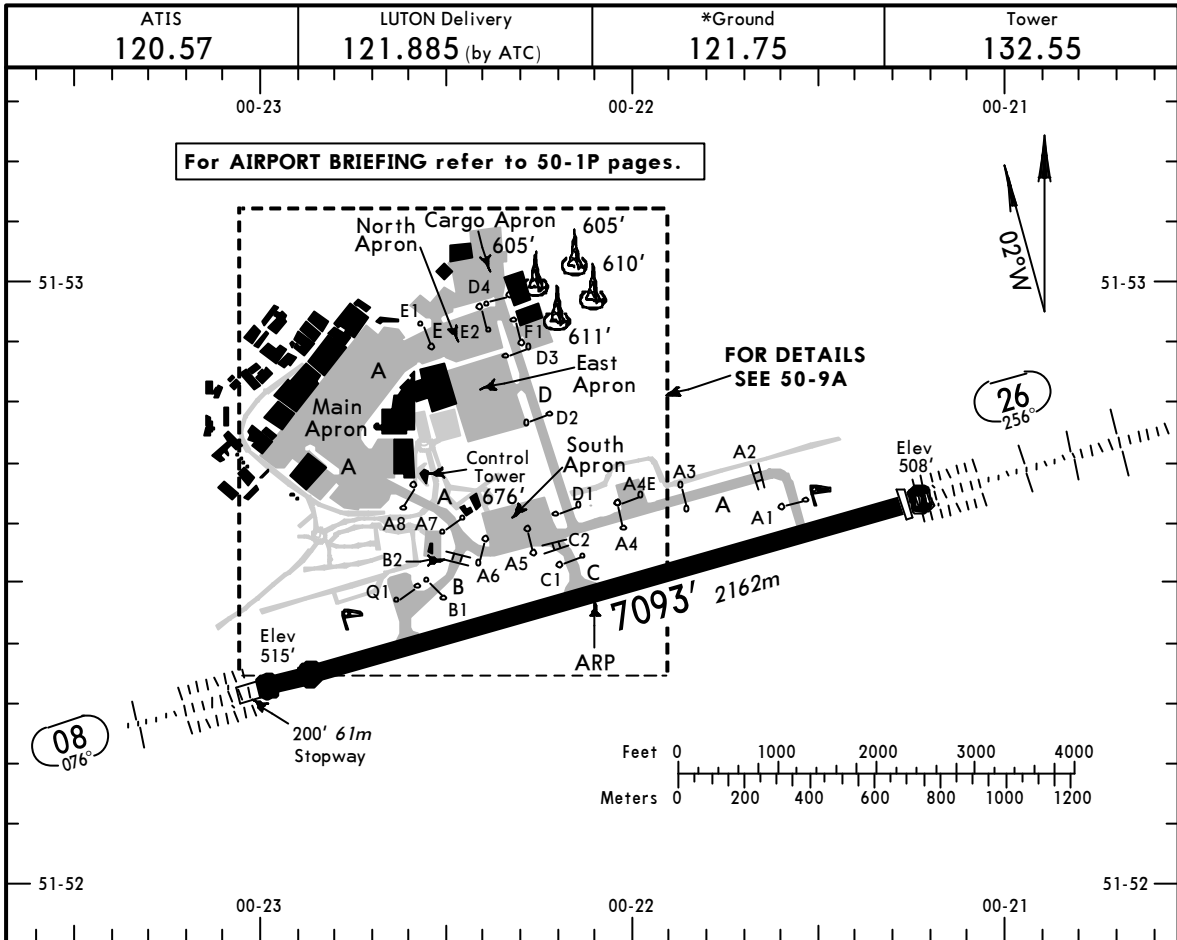 ATIS
120.57
LUTON Delivery
121.885 (by ATC)
*Ground
121.75
Tower
132.55
00-23
00-22
00-21
For AIRPORT BRIEFING refer to 50-1P pages.
02°W
North
Apron
Cargo Apron
605'
605'
610'
611'
51-53
51-53
D4
E1
E
E2
F1
D3
A
East
Apron
FOR DETAILS
SEE 50-9A
Main
Apron
D
D2
26
256°
South
Apron
A
Control
Tower
A
676'
A3
A2
Elev
508'
A4E
D1
A
A1
A8
A7
A4
B2
A6
A5
C2
C1
C
Q1
B
B1
7093' 2162m
Elev
515'
ARP
08
076°
200' 61m
Stopway
Feet 0 1000 2000 3000 4000
Meters 0 200 400 600 800 1000 1200
51-52
51-52
00-23
00-22
00-21